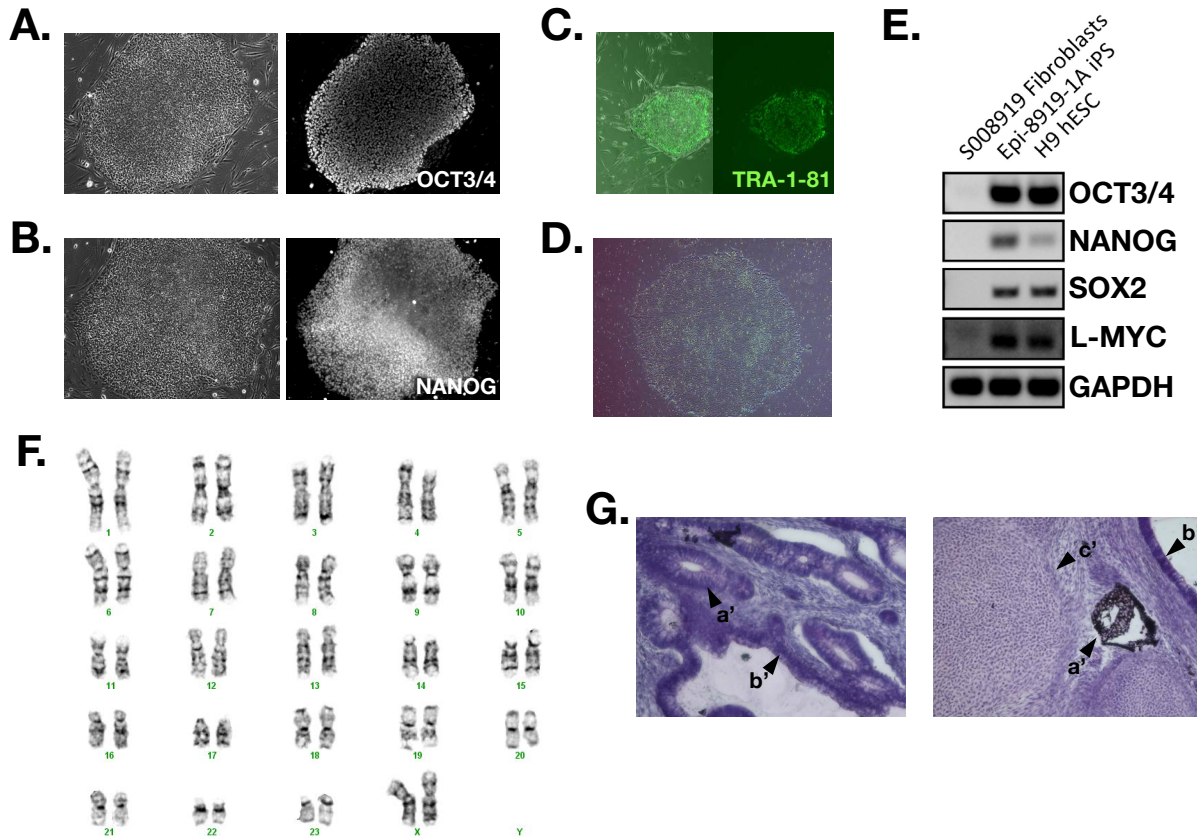 A.
OCT3/4
B.
NANOG
C.
TRA-1-81
D.
E.
S008919 Fibroblasts
Epi-8919-1A iPS
H9 hESC
OCT3/4
NANOG
SOX2
L-MYC
GAPDH
F.
1 2 3 4 5
6 7 8 9 10
11 12 13 14 15
16 17 18 19 20
21 22 23 X Y
G.
a'
b'
c'
b
a'